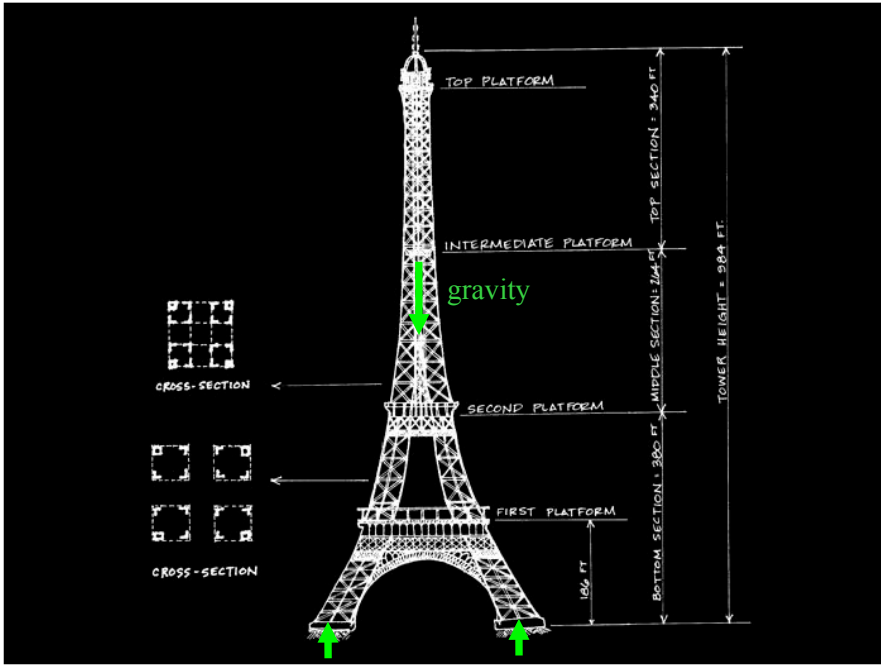 TOP PLATFORM
INTERMEDIATE PLATFORM
gravity
CROSS-SECTION
SECOND PLATFORM
FIRST PLATFORM
CROSS-SECTION
186 FT
BOTTOM SECTION = 380 FT
MIDDLE SECTION = 264 FT
TOP SECTION = 340 FT
TOWER HEIGHT = 984 FT.